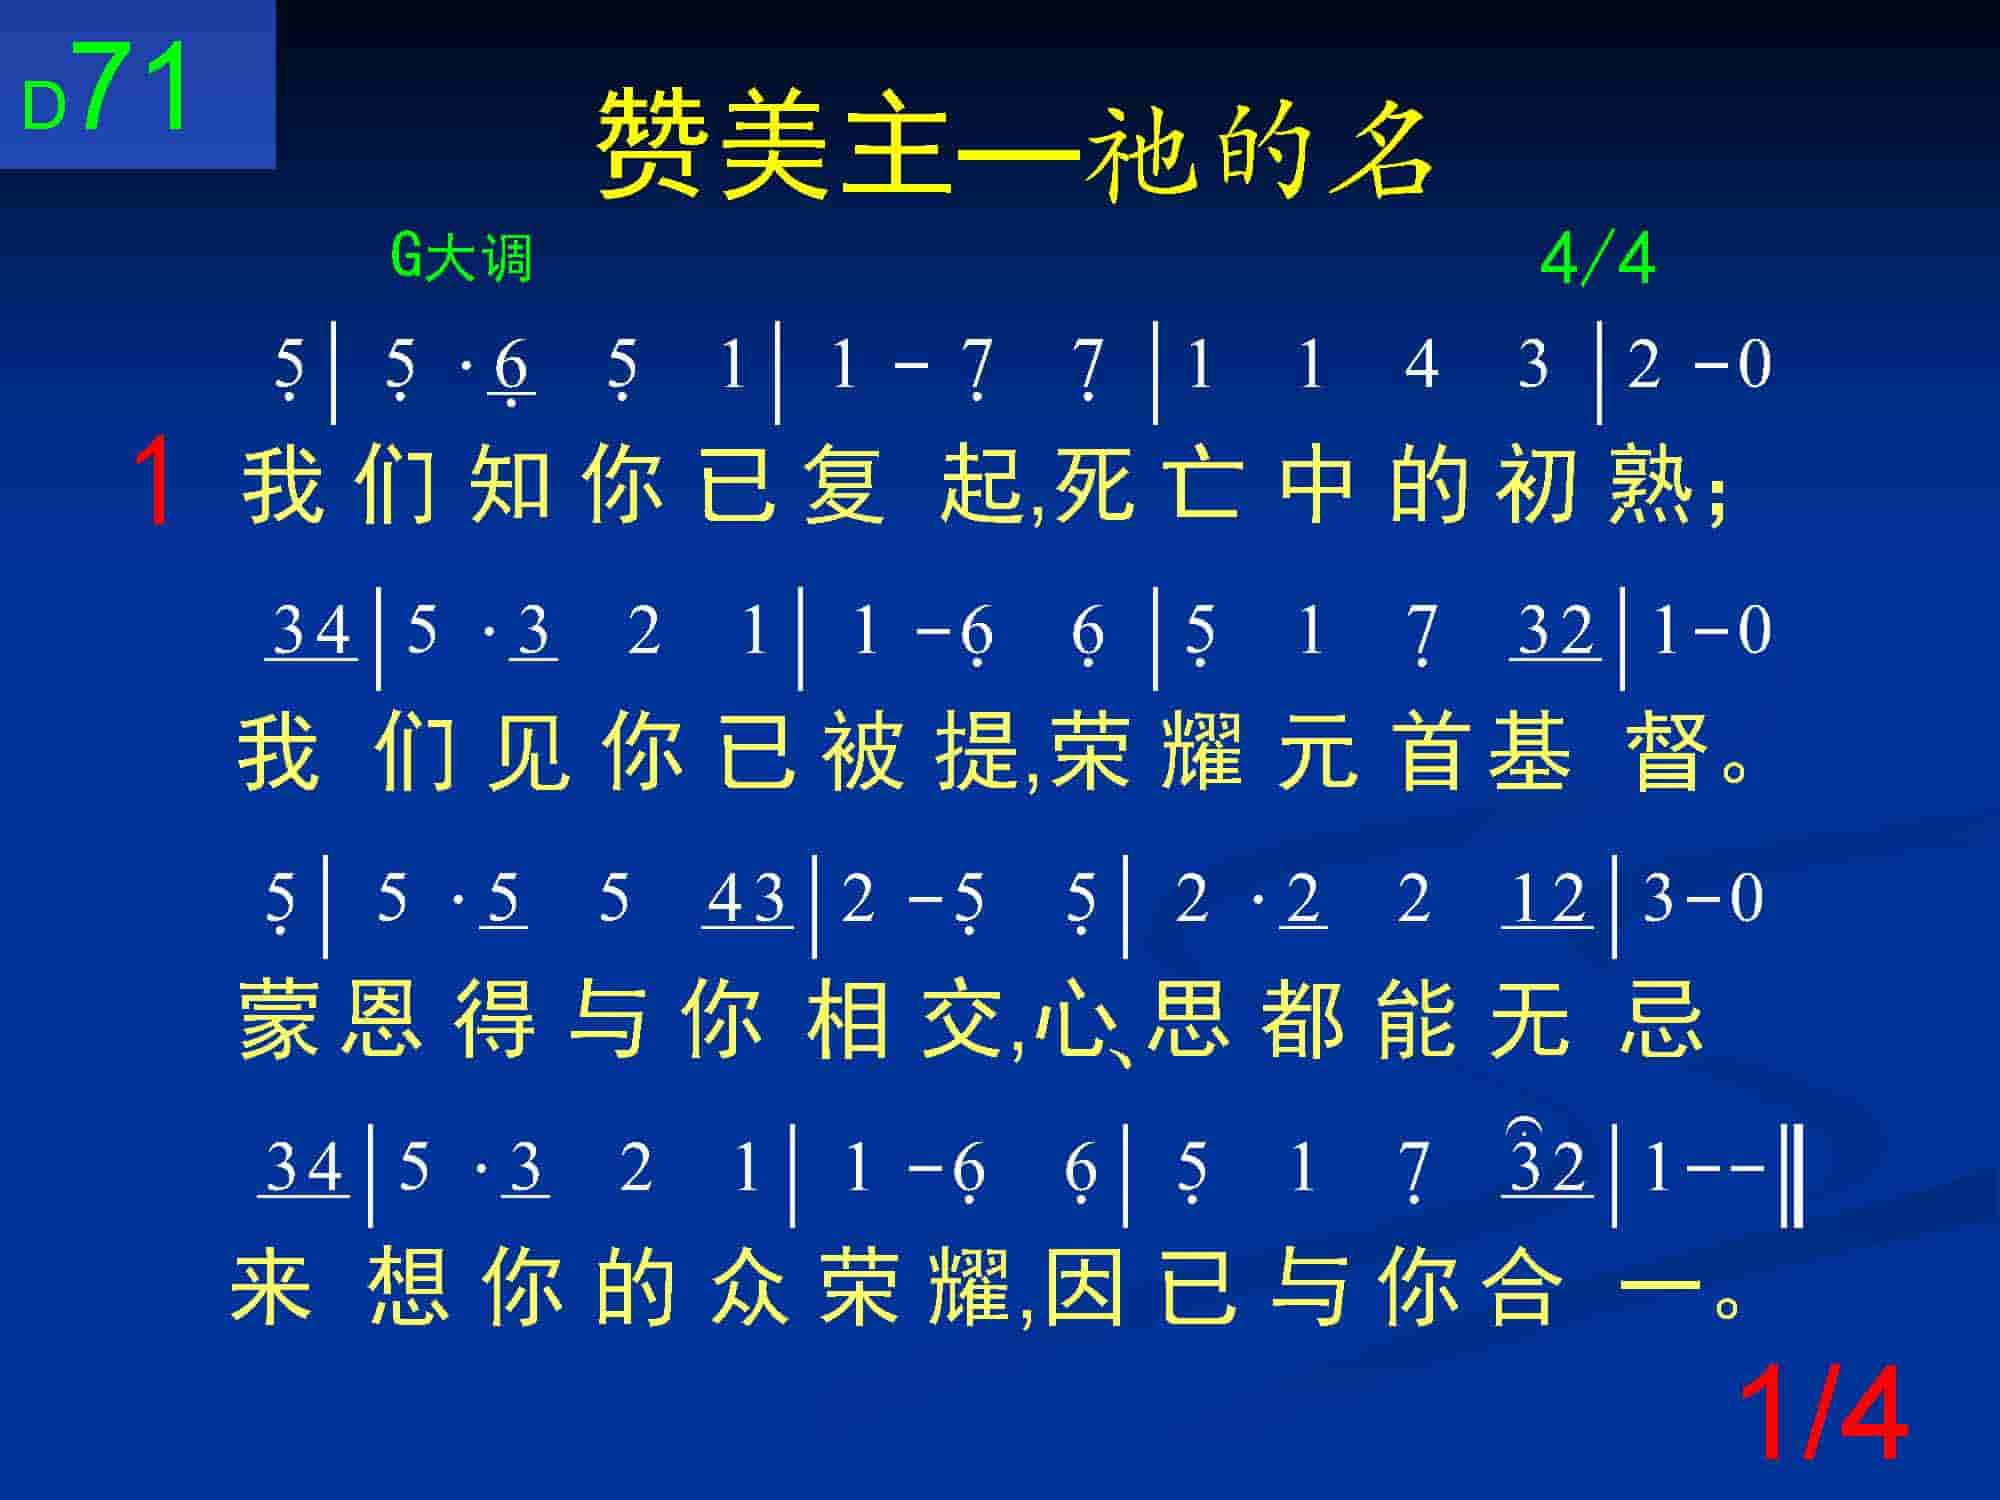 D71
赞美主—祂的名
G大调 4/4
5̣ | 5̣ · 6̣ 5̣ 1 | 1 - 7̣ 7̣ | 1 1 4 3 | 2 - 0
1 我们知你已复起,死亡中的初熟;
34 | 5 · 3 2 1 | 1 - 6̣ 6̣ | 5̣ 1 7̣ 32 | 1 - 0
我们见你已被提,荣耀元首基督。
5̣ | 5 · 5 5 43 | 2 - 5̣ 5̣ | 2 · 2 2 12 | 3 - 0
蒙恩得与你相交,心、思都能无忌
34 | 5 · 3 2 1 | 1 - 6̣ 6̣ | 5̣ 1 7̣ 32 | 1 - - ‖
来想你的众荣耀,因已与你合一。
1/4